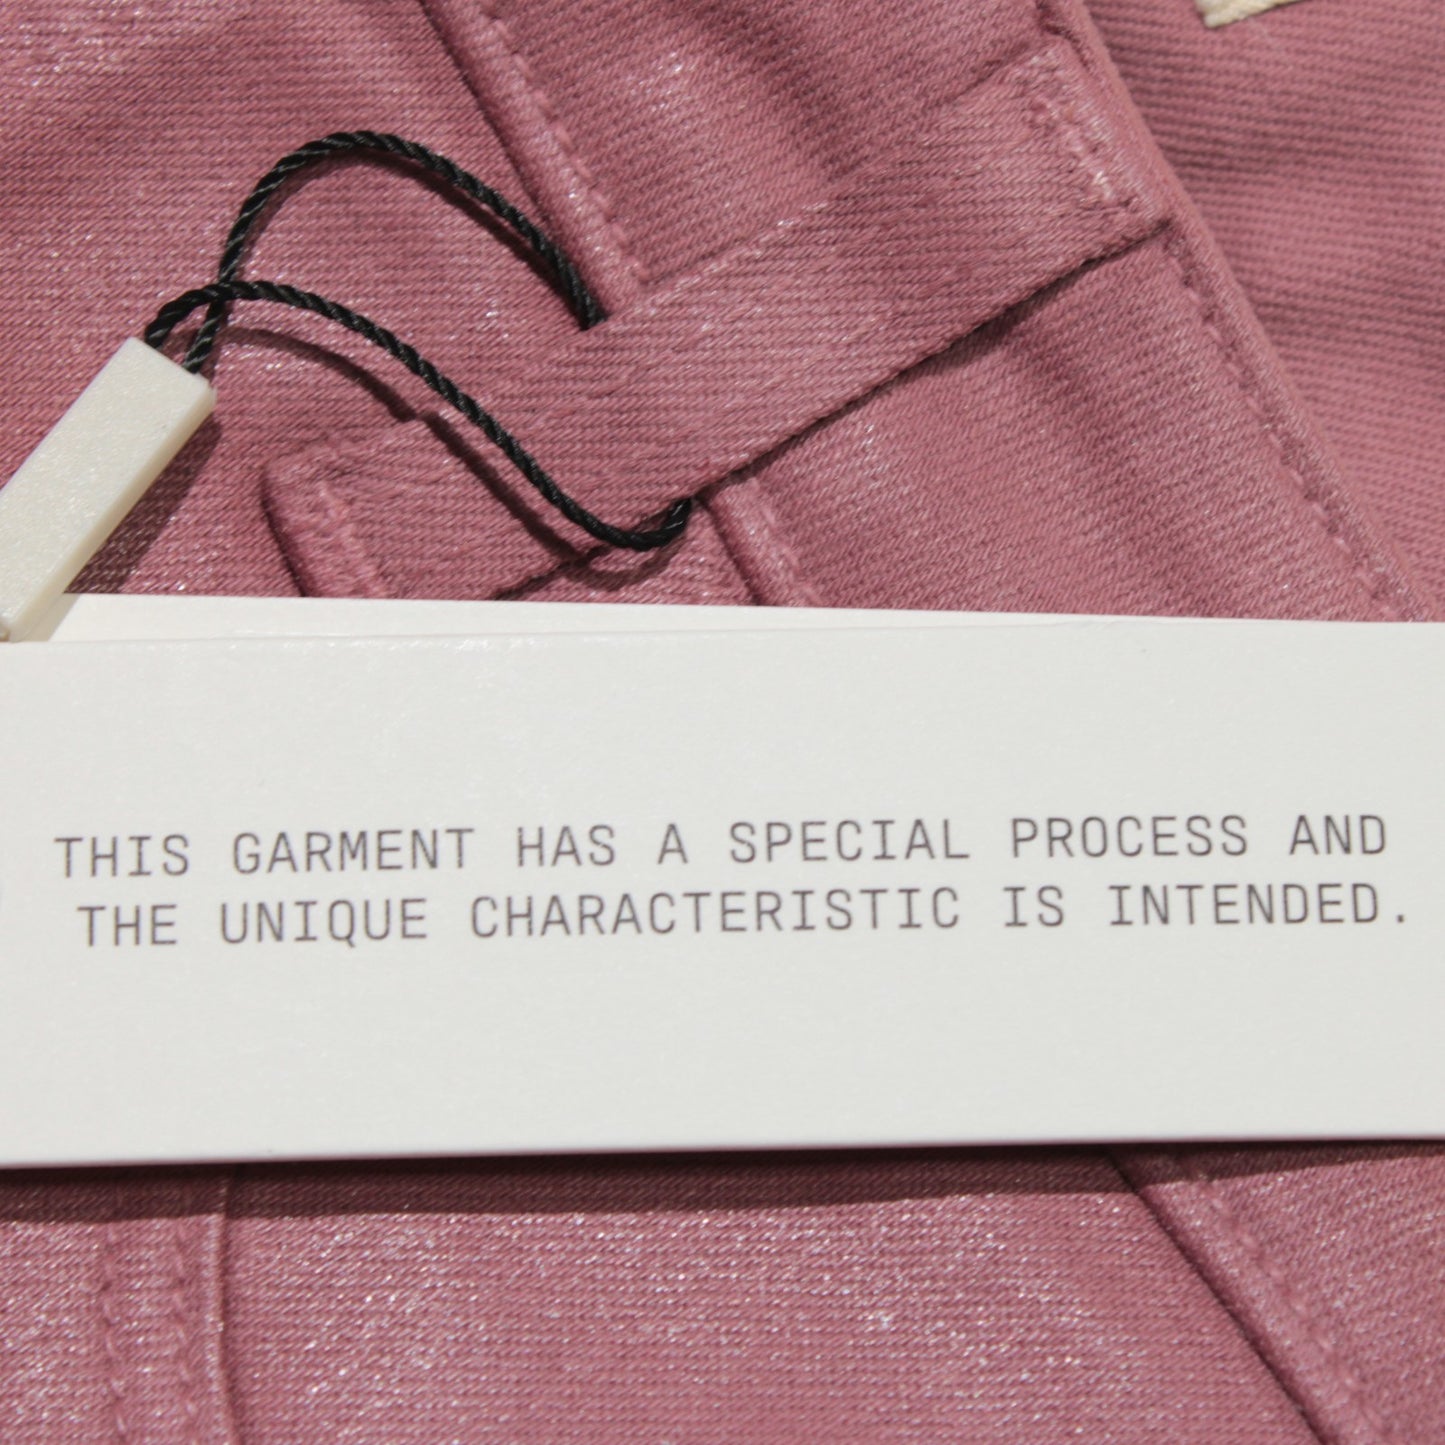 THIS GARMENT HAS A SPECIAL PROCESS AND
THE UNIQUE CHARACTERISTIC IS INTENDED.